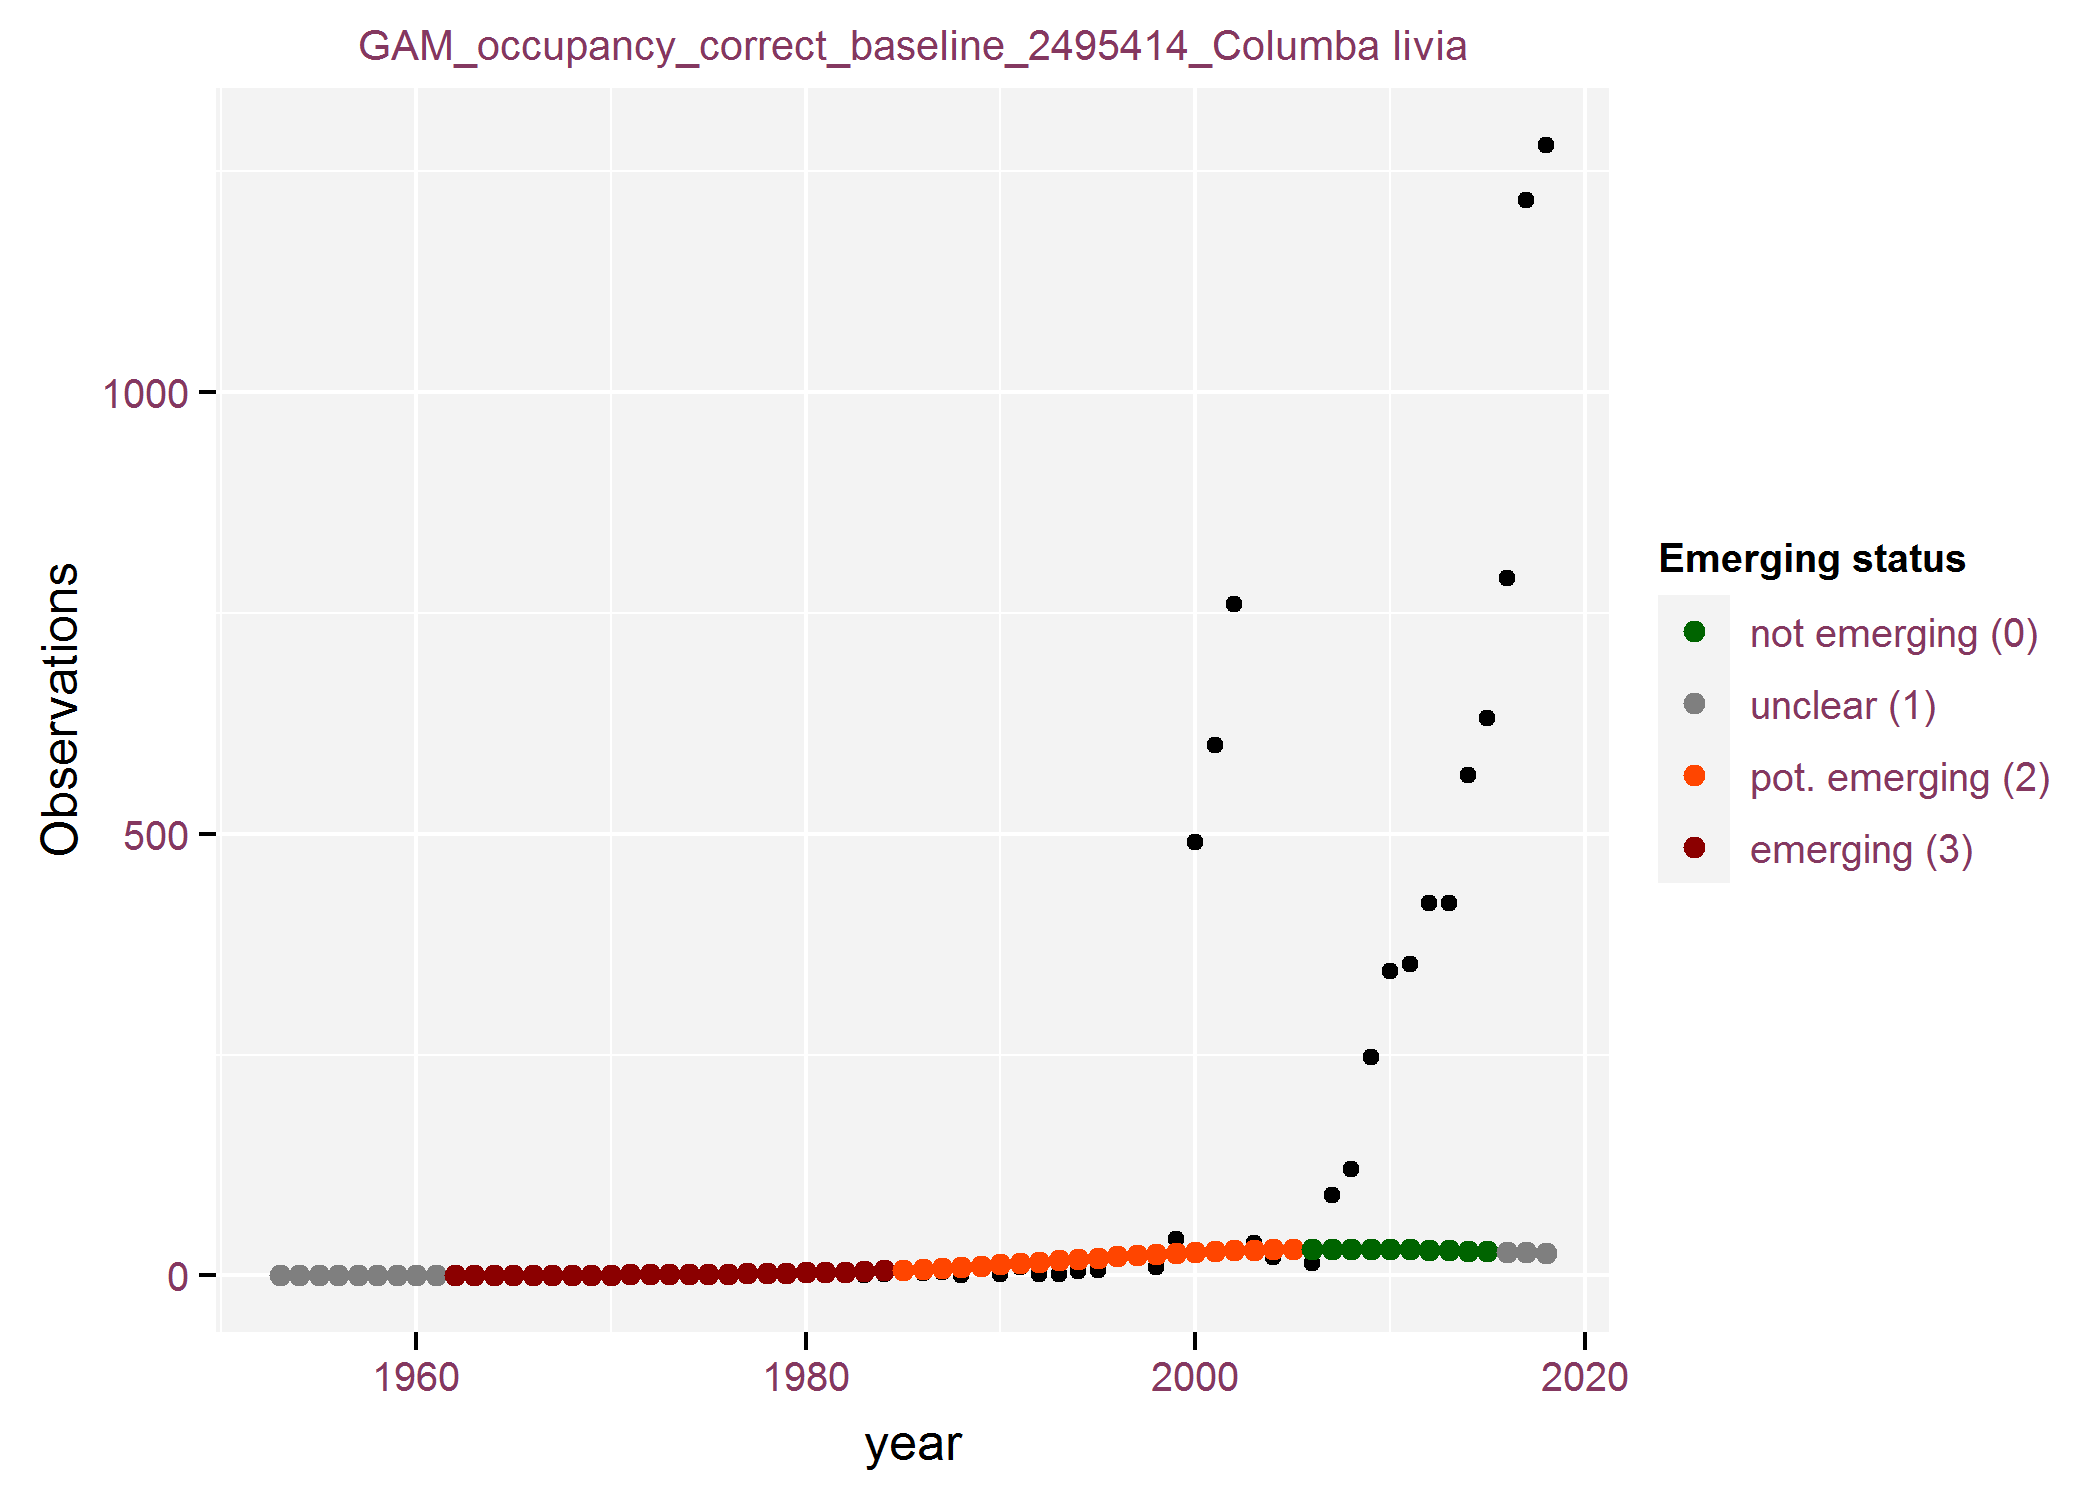 GAM_occupancy_correct_baseline_2495414_Columba livia
Observations
1000
500
0
1960
1980
2000
2020
year
Emerging status
not emerging (0)
unclear (1)
pot. emerging (2)
emerging (3)